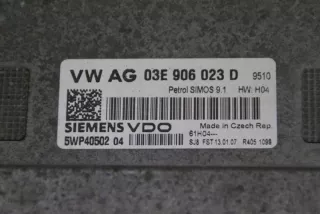 VW AG 03E 906 023 D 9510
Petrol SIMOS 9.1 HW: H04
SIEMENS VDO Made in Czech Rep.
5WP40502 04 61H04---
SJ8 FST 13.01.07 R405 1098